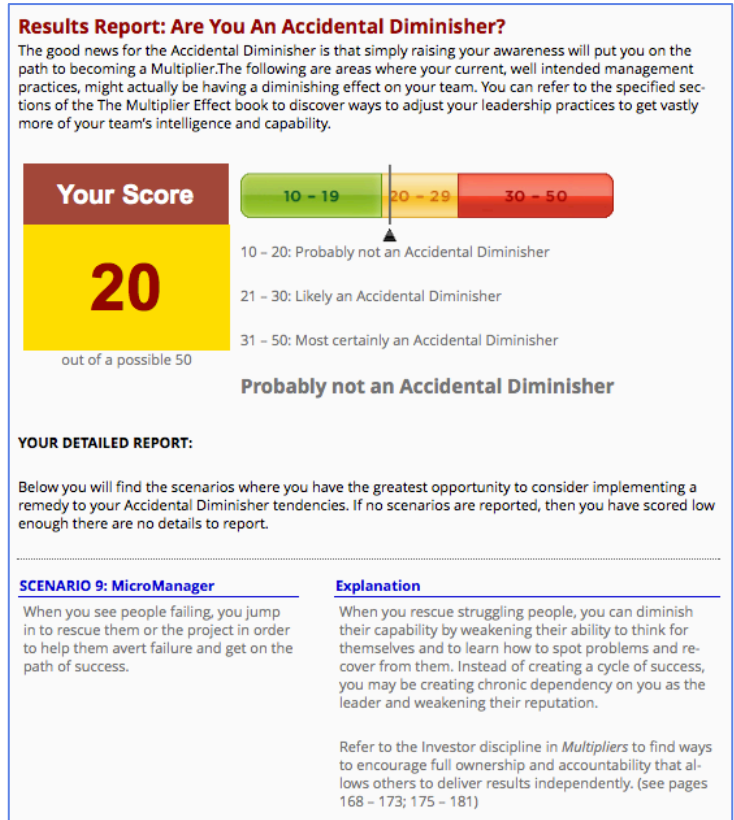 Results Report: Are You An Accidental Diminisher?
The good news for the Accidental Diminisher is that simply raising your awareness will put you on the
path to becoming a Multiplier.The following are areas where your current, well intended management
practices, might actually be having a diminishing effect on your team. You can refer to the specified sec-
tions of the The Multiplier Effect book to discover ways to adjust your leadership practices to get vastly
more of your team's intelligence and capability.
Your Score
20
out of a possible 50
10 – 19
20 – 29
30 – 50
10 – 20: Probably not an Accidental Diminisher
21 – 30: Likely an Accidental Diminisher
31 – 50: Most certainly an Accidental Diminisher
Probably not an Accidental Diminisher
YOUR DETAILED REPORT:
Below you will find the scenarios where you have the greatest opportunity to consider implementing a
remedy to your Accidental Diminisher tendencies. If no scenarios are reported, then you have scored low
enough there are no details to report.
SCENARIO 9: MicroManager
When you see people failing, you jump
in to rescue them or the project in order
to help them avert failure and get on the
path of success.
Explanation
When you rescue struggling people, you can diminish
their capability by weakening their ability to think for
themselves and to learn how to spot problems and re-
cover from them. Instead of creating a cycle of success,
you may be creating chronic dependency on you as the
leader and weakening their reputation.
Refer to the Investor discipline in Multipliers to find ways
to encourage full ownership and accountability that al-
lows others to deliver results independently. (see pages
168 – 173; 175 – 181)